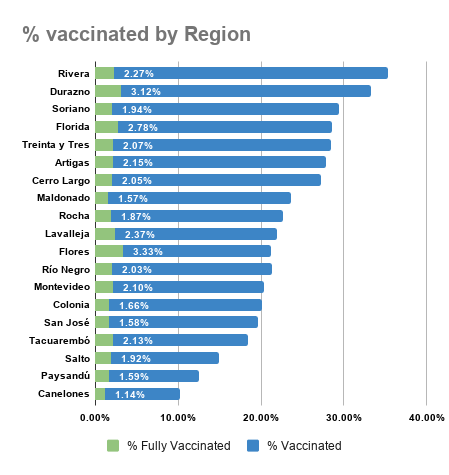 % vaccinated by Region
Rivera 2.27%
Durazno 3.12%
Soriano 1.94%
Florida 2.78%
Treinta y Tres 2.07%
Artigas 2.15%
Cerro Largo 2.05%
Maldonado 1.57%
Rocha 1.87%
Lavalleja 2.37%
Flores 3.33%
Río Negro 2.03%
Montevideo 2.10%
Colonia 1.66%
San José 1.58%
Tacuarembó 2.13%
Salto 1.92%
Paysandú 1.59%
Canelones 1.14%
0.00% 10.00% 20.00% 30.00% 40.00%
% Fully Vaccinated % Vaccinated